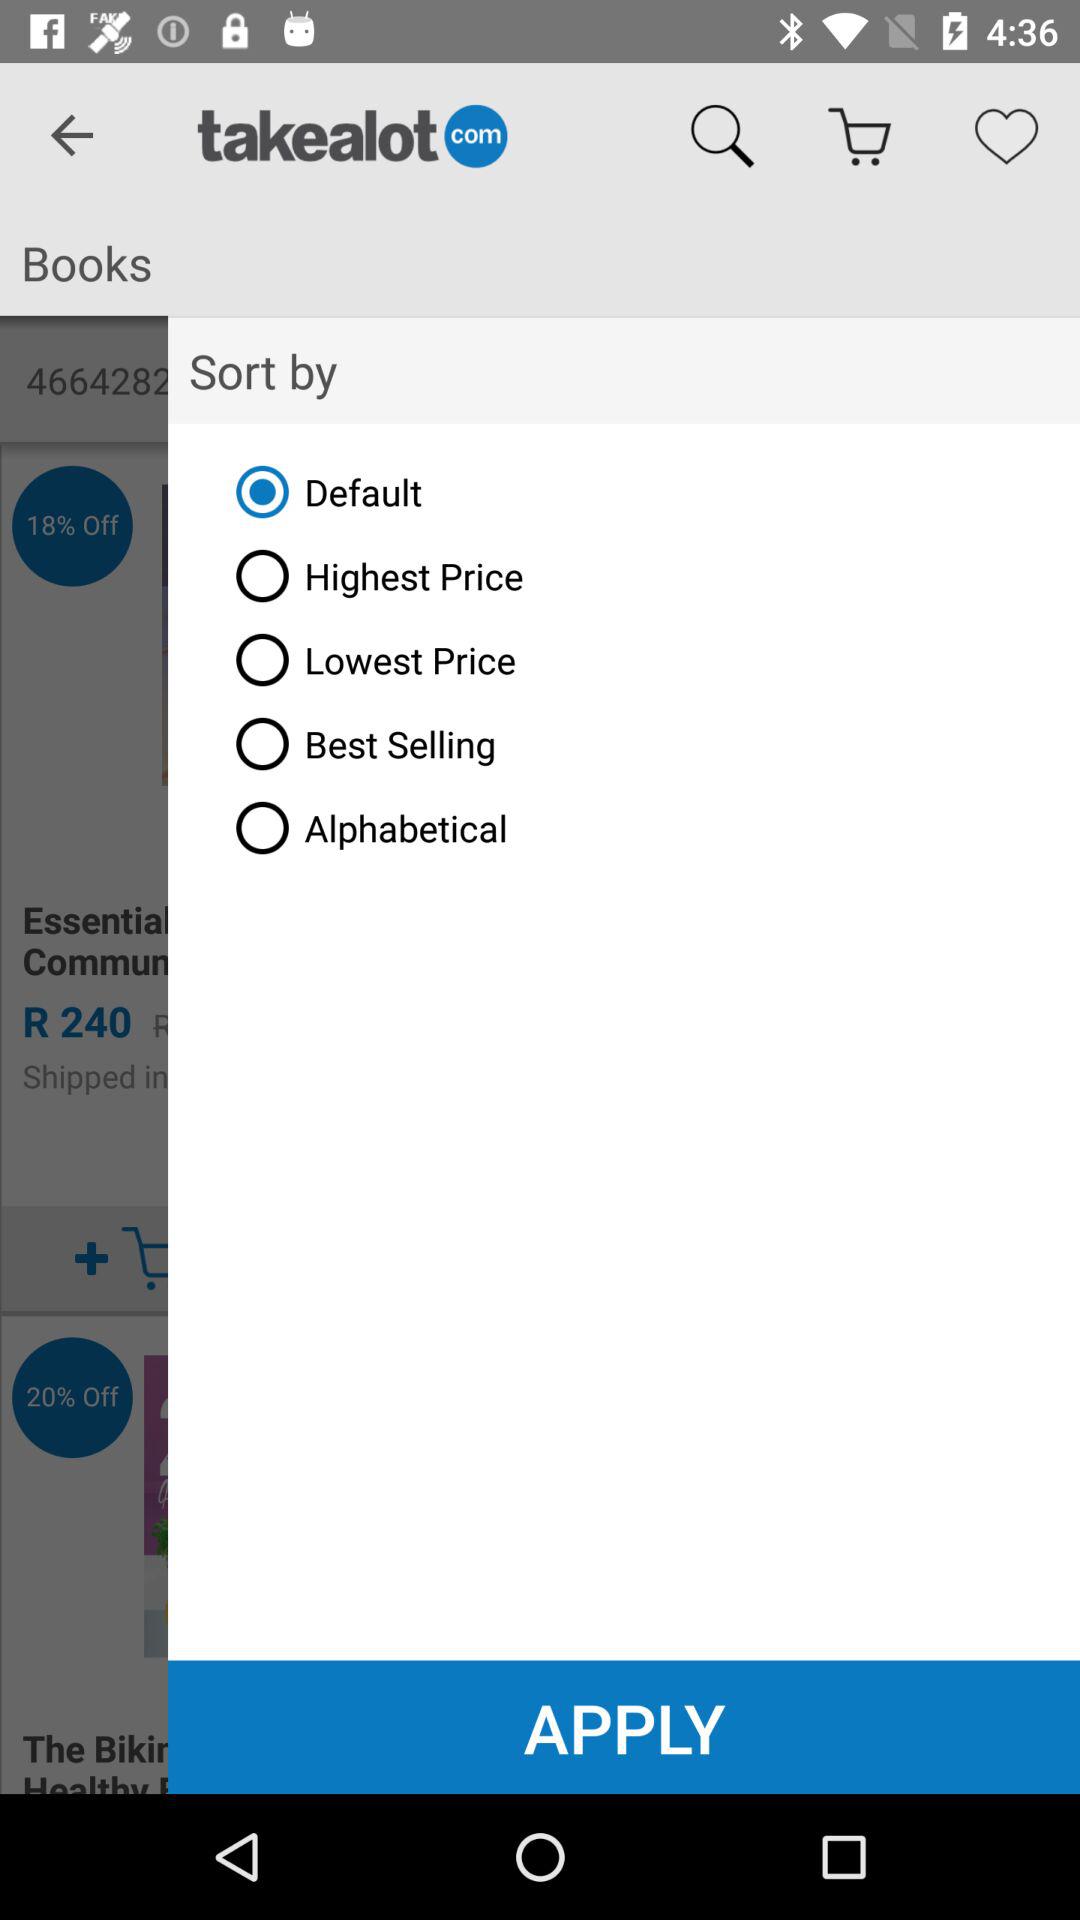 FAK
4:36
takealot com
Books
4664282
Sort by
18% Off
Default
Highest Price
Lowest Price
Best Selling
Alphabetical
Essential
Commun
R 240 R
Shipped in
20% Off
The Bikin
Healthy
APPLY